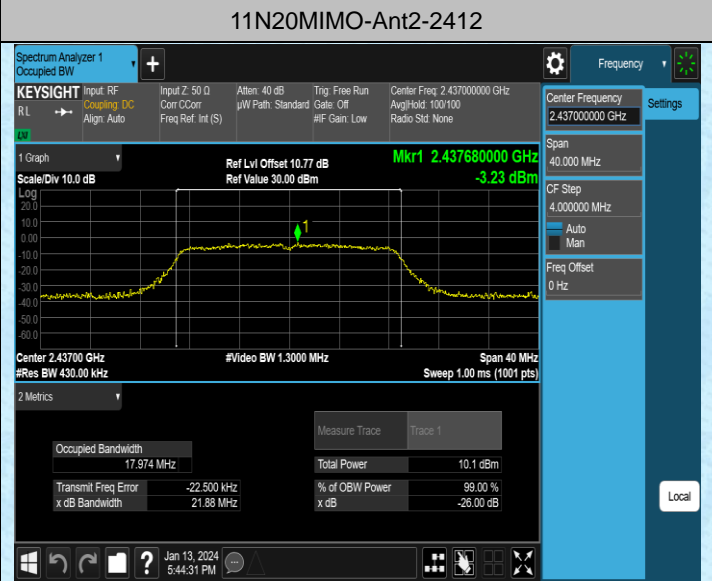 11N20MIMO-Ant2-2412
Spectrum Analyzer 1
Occupied BW
+
Frequency
KEYSIGHT
RL
LXI
Input: RF
Coupling: DC
Align: Auto
Input Z: 50 Ω
Corr CCorr
Freq Ref: Int (S)
Atten: 40 dB
µW Path: Standard
Trig: Free Run
Gate: Off
#IF Gain: Low
Center Freq: 2.437000000 GHz
Avg|Hold: 100/100
Radio Std: None
Center Frequency
2.437000000 GHz
Settings
Span
40.000 MHz
CF Step
4.000000 MHz
Auto
Man
Freq Offset
0 Hz
1 Graph
Scale/Div 10.0 dB
Ref Lvl Offset 10.77 dB
Ref Value 30.00 dBm
Mkr1 2.437680000 GHz
-3.23 dBm
Log
20.0
10.0
0.00
-10.0
-20.0
-30.0
-40.0
-50.0
-60.0
1
Center 2.43700 GHz
#Video BW 1.3000 MHz
Span 40 MHz
#Res BW 430.00 kHz
Sweep 1.00 ms (1001 pts)
2 Metrics
Measure Trace Trace 1
Occupied Bandwidth
17.974 MHz
Total Power 10.1 dBm
Transmit Freq Error -22.500 kHz
% of OBW Power 99.00 %
x dB Bandwidth 21.88 MHz
x dB -26.00 dB
Local
?
Jan 13, 2024
5:44:31 PM